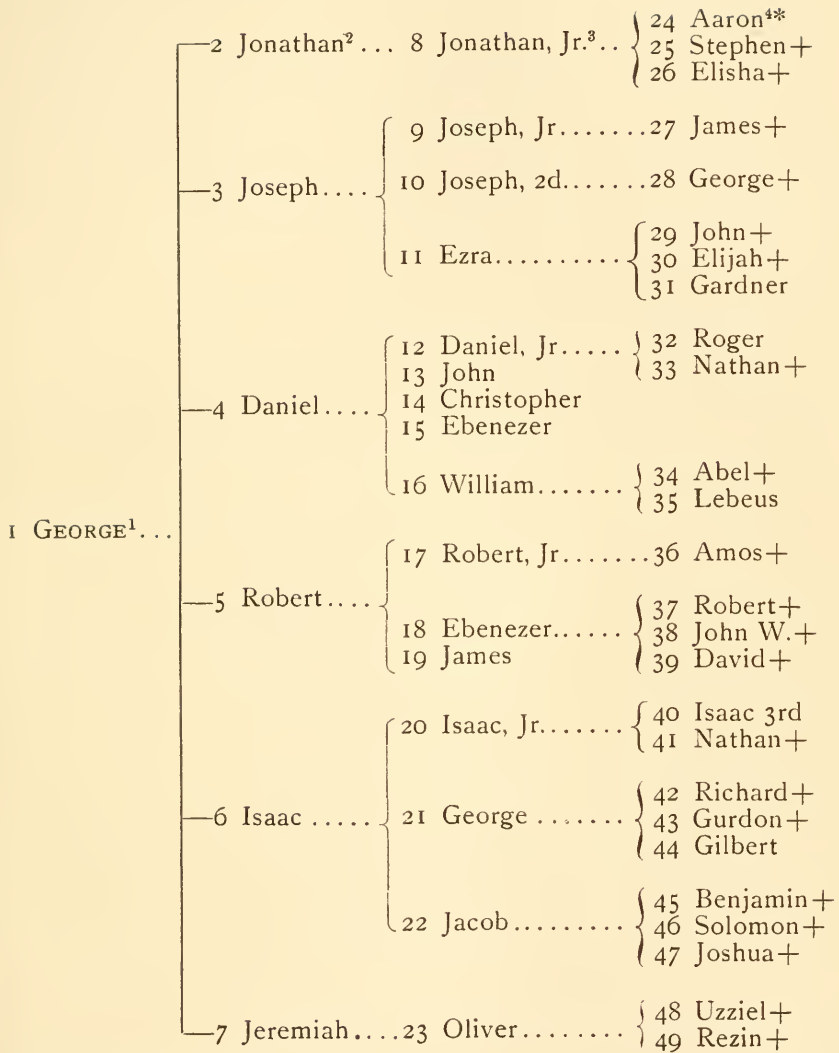 24 Aaron⁴*
—2 Jonathan² ... 8 Jonathan, Jr.³.. 25 Stephen+
26 Elisha+
9 Joseph, Jr.......27 James+
—3 Joseph.... 10 Joseph, 2d.......28 George+
29 John+
11 Ezra.......... 30 Elijah+
31 Gardner
12 Daniel, Jr..... 32 Roger
13 John 33 Nathan+
—4 Daniel.... 14 Christopher
15 Ebenezer
16 William....... 34 Abel+
35 Lebeus
1 GEORGE¹...
17 Robert, Jr.......36 Amos+
—5 Robert.... 37 Robert+
18 Ebenezer...... 38 John W.+
19 James 39 David+
20 Isaac, Jr....... 40 Isaac 3rd
41 Nathan+
42 Richard+
—6 Isaac ..... 21 George ....... 43 Gurdon+
44 Gilbert
45 Benjamin+
22 Jacob......... 46 Solomon+
47 Joshua+
—7 Jeremiah....23 Oliver........ 48 Uzziel+
49 Rezin+